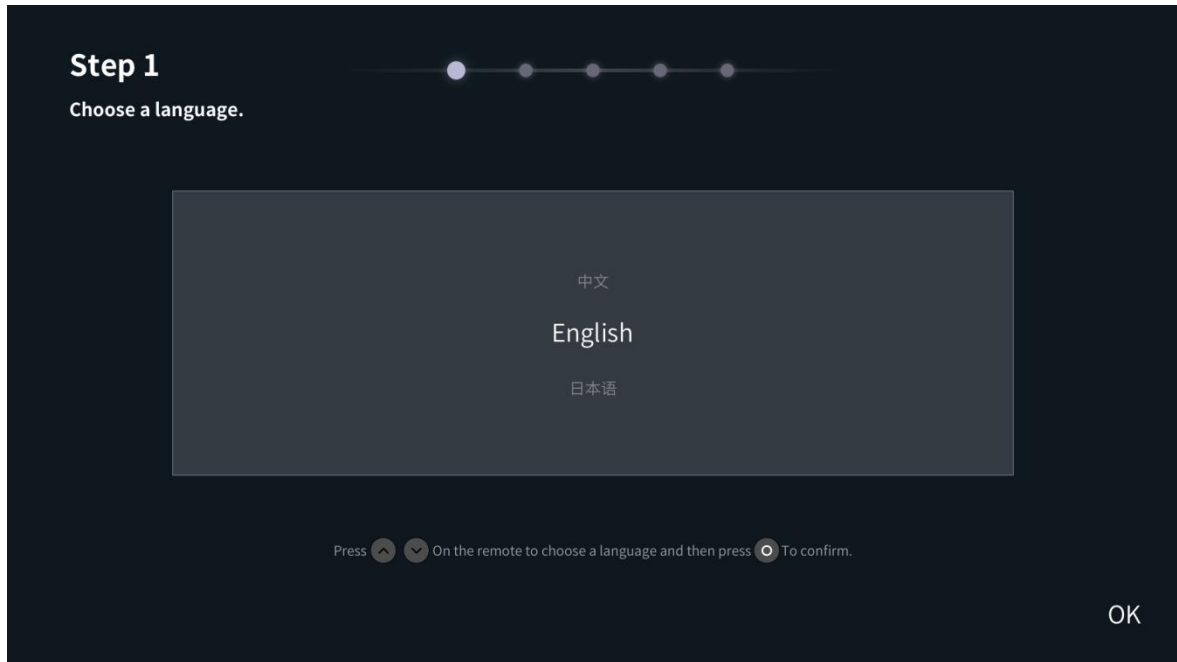 Step 1
Choose a language.
中文
English
日本语
Press On the remote to choose a language and then press To confirm.
OK